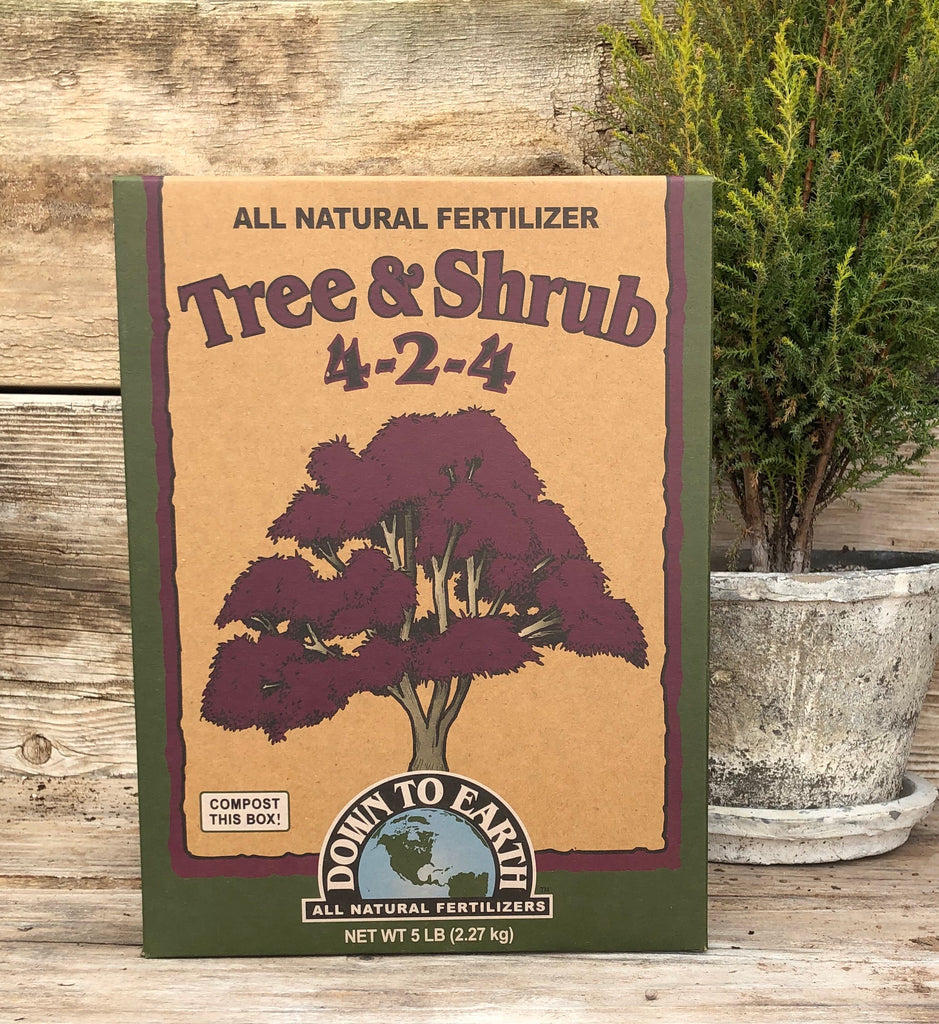 ALL NATURAL FERTILIZER
Tree & Shrub
4-2-4
COMPOST
THIS BOX!
DOWN TO EARTH
TM
ALL NATURAL FERTILIZERS
NET WT 5 LB (2.27 kg)